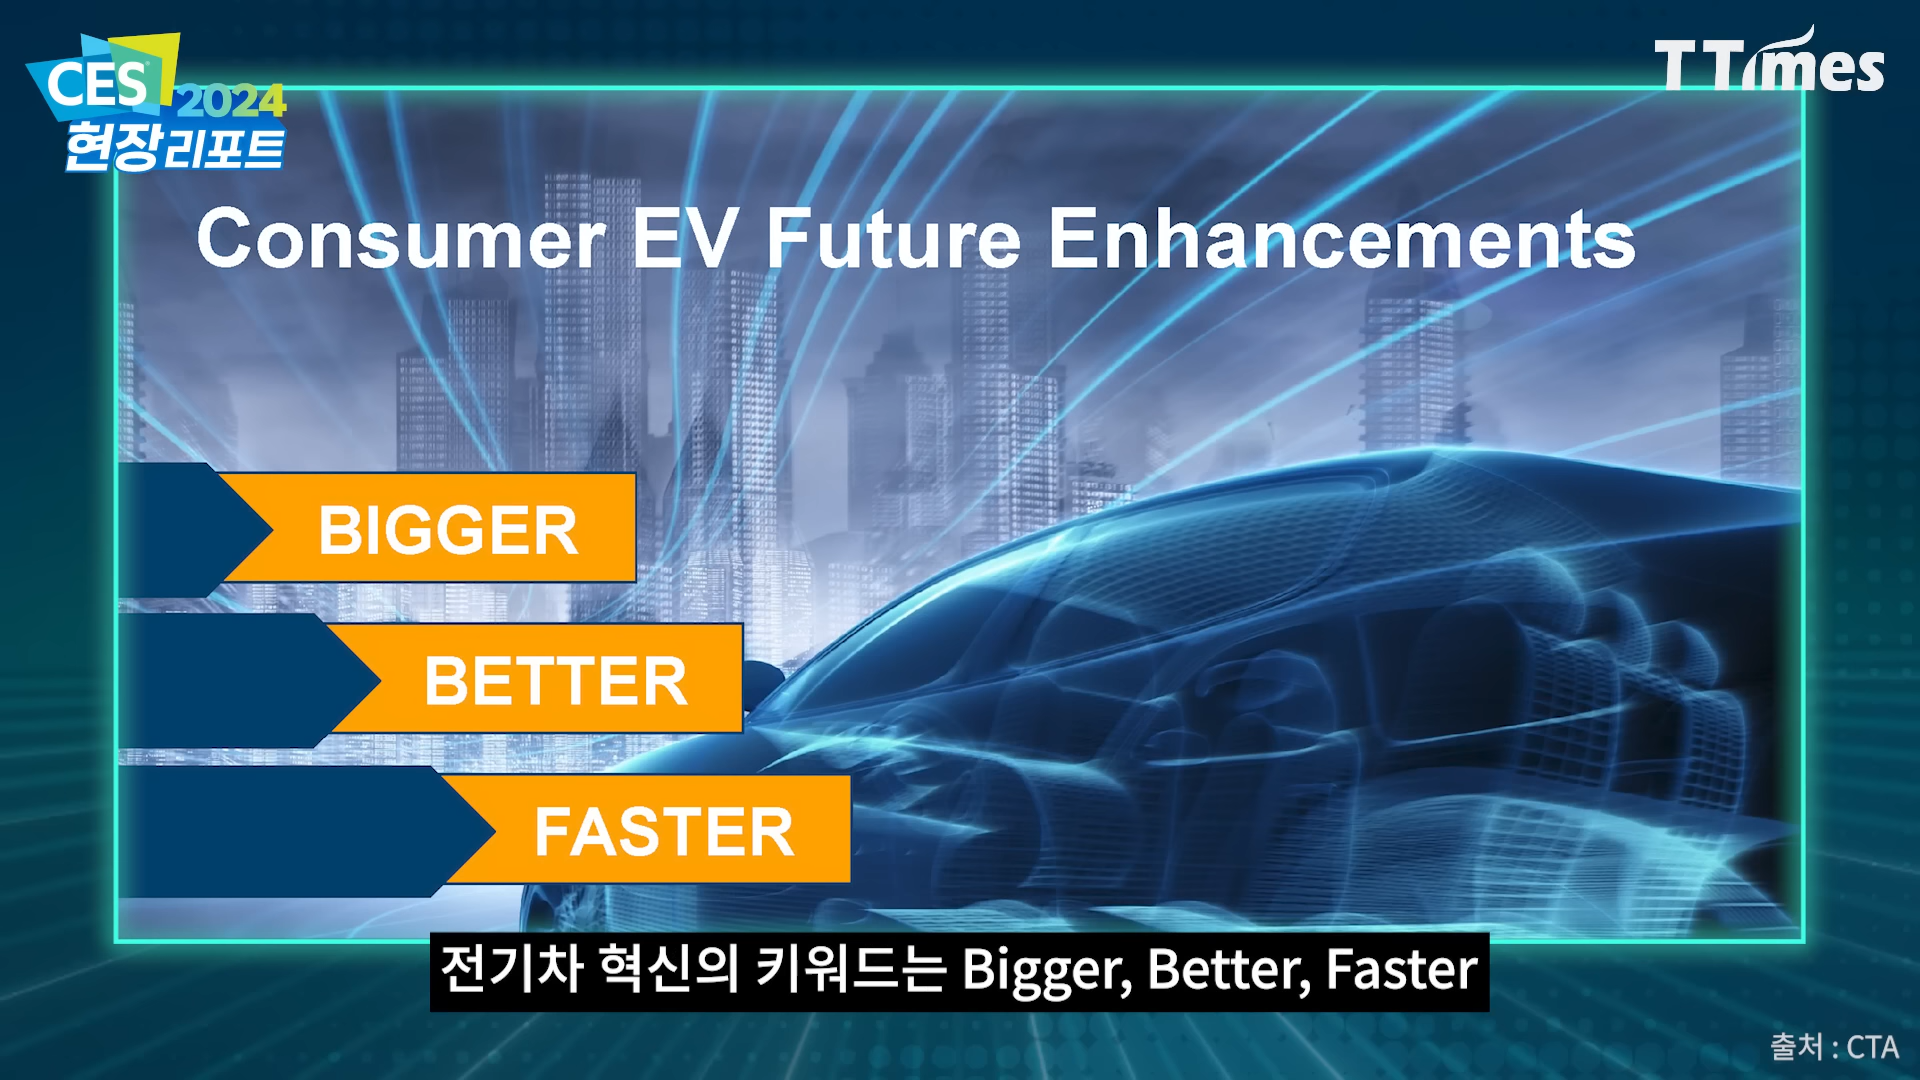 CES 2024
현장리포트
TTimes
Consumer EV Future Enhancements
BIGGER
BETTER
FASTER
전기차 혁신의 키워드는 Bigger, Better, Faster
출처 : CTA